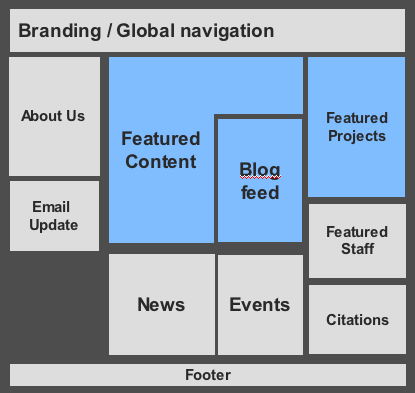 Branding / Global navigation
About Us
Featured
Content
Blog
feed
Featured
Projects
Email
Update
Featured
Staff
News
Events
Citations
Footer